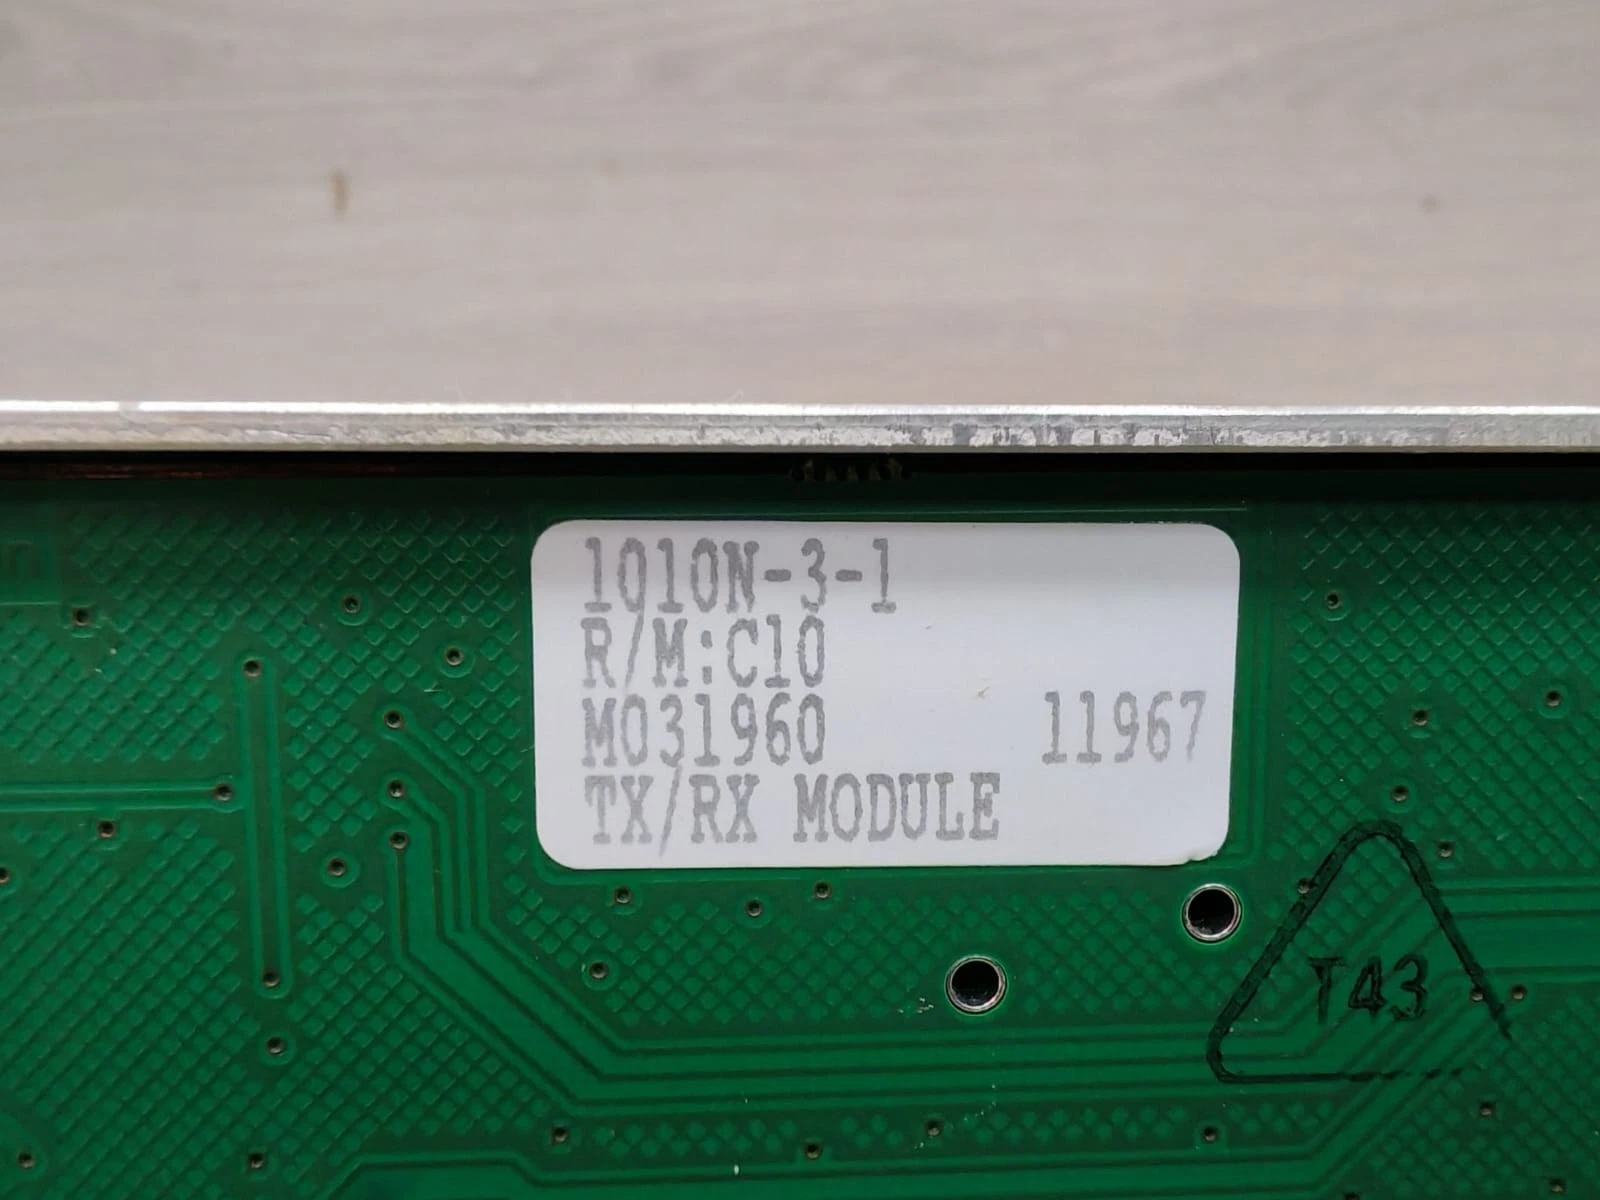 1010N-3-1
R/M:C10
M031960 11967
TX/RX MODULE
T43